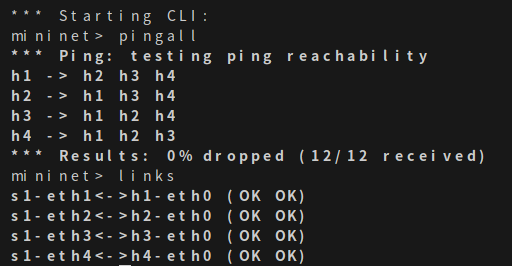 *** Starting CLI:
mininet> pingall
*** Ping: testing ping reachability
h1 -> h2 h3 h4
h2 -> h1 h3 h4
h3 -> h1 h2 h4
h4 -> h1 h2 h3
*** Results: 0% dropped (12/12 received)
mininet> links
s1-eth1<->h1-eth0 (OK OK)
s1-eth2<->h2-eth0 (OK OK)
s1-eth3<->h3-eth0 (OK OK)
s1-eth4<->h4-eth0 (OK OK)